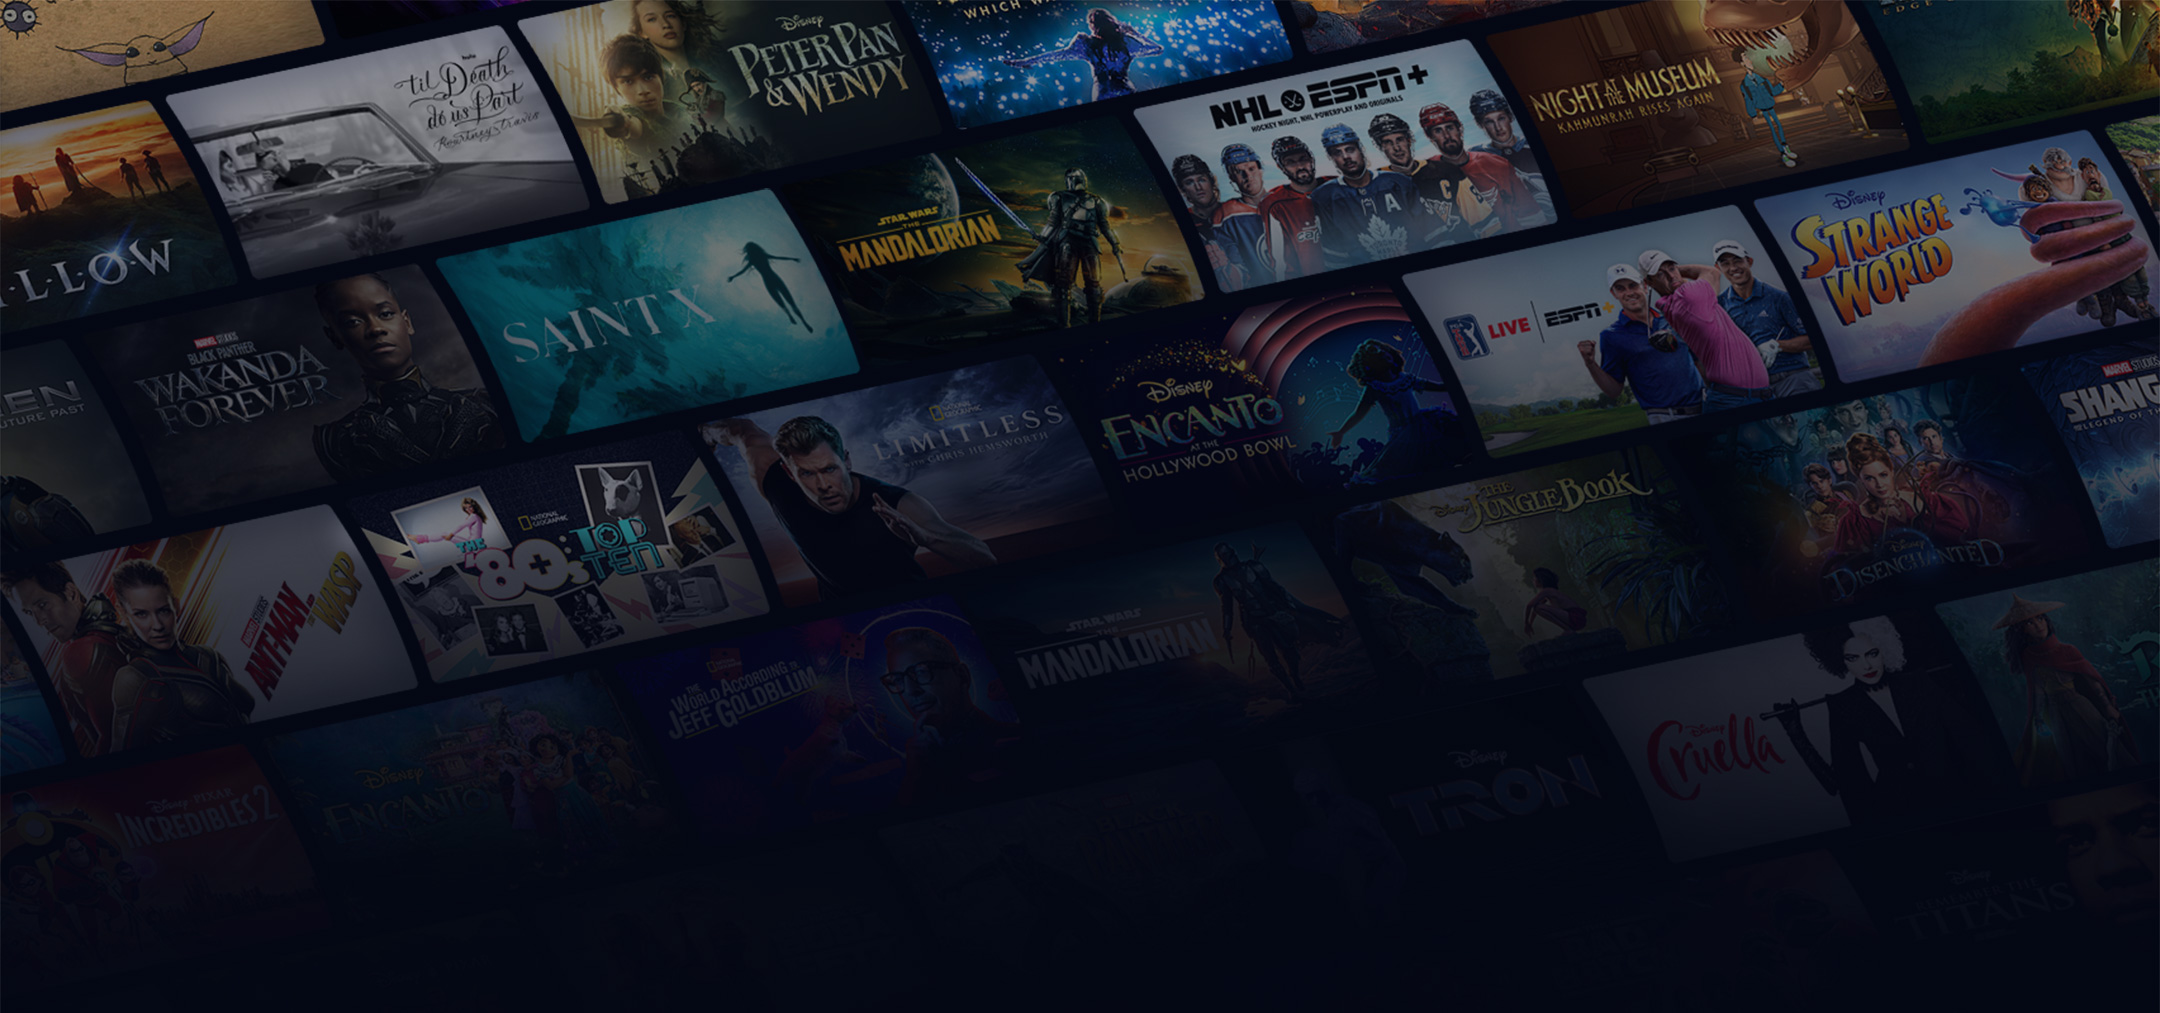 WHICH W
EDGE
hulu
'til Death
do us Part
kourtney & travis
Disney
PETER PAN
& WENDY
NHL ESPN+
HOCKEY NIGHT, NHL POWERPLAY AND ORIGINALS
NIGHT AT THE MUSEUM
KAHMUNRAH RISES AGAIN
ILLOW
SAINT X
STAR WARS
THE
MANDALORIAN
PGA TOUR LIVE ESPN+
Disney
STRANGE
WORLD
MEN
FUTURE PAST
MARVEL STUDIOS
BLACK PANTHER
WAKANDA
FOREVER
NATIONAL GEOGRAPHIC
LIMITLESS
WITH CHRIS HEMSWORTH
Disney
ENCANTO
AT THE
HOLLYWOOD BOWL
MARVEL STUDIOS
SHANG
LEGEND OF
MARVEL STUDIOS
ANT-MAN
AND THE
WASP
NATIONAL GEOGRAPHIC
THE
'80s:
TOP
TEN
Disney
THE
JUNGLE BOOK
Disney
DISENCHANTED
THE
WORLD ACCORDING TO
JEFF GOLDBLUM
STAR WARS
THE
MANDALORIAN
Disney PIXAR
INCREDIBLES 2
Disney
ENCANTO
Disney
TRON
Disney
Cruella
Disney
TITANS